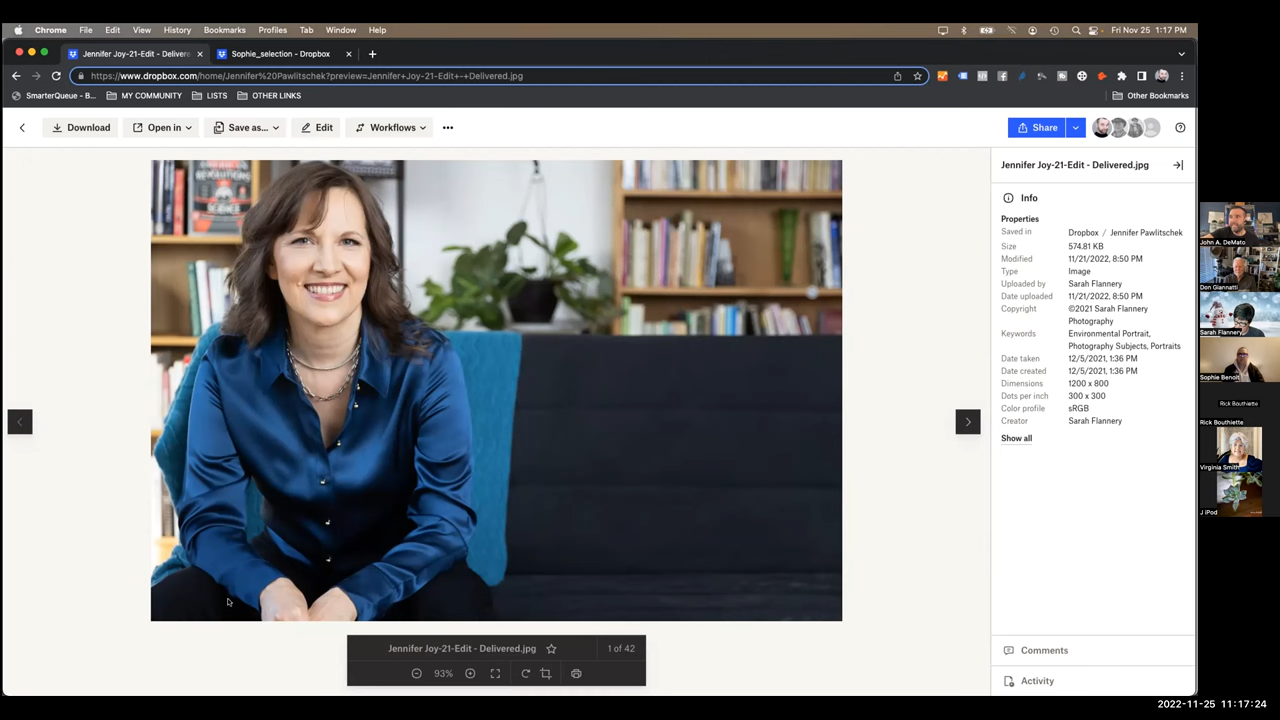 Chrome File Edit View History Bookmarks Profiles Tab Window Help Fri Nov 25 1:17 PM
Jennifer Joy-21-Edit - Delivere Sophie_selection - Dropbox
https://www.dropbox.com/home/Jennifer%20Pawlitschek?preview=Jennifer+Joy-21-Edit+-+Delivered.jpg
SmarterQueue - B... MY COMMUNITY LISTS OTHER LINKS Other Bookmarks
Download Open in Save as... Edit Workflows Share
Jennifer Joy-21-Edit - Delivered.jpg
Info
Properties
Saved in Dropbox / Jennifer Pawlitschek
Size 574.81 KB
Modified 11/21/2022, 8:50 PM
Type Image
Uploaded by Sarah Flannery
Date uploaded 11/21/2022, 8:50 PM
Copyright ©2021 Sarah Flannery
Photography
Keywords Environmental Portrait,
Photography Subjects, Portraits
Date taken 12/5/2021, 1:36 PM
Date created 12/5/2021, 1:36 PM
Dimensions 1200 x 800
Dots per inch 300 x 300
Color profile sRGB
Creator Sarah Flannery
Show all
Comments
Activity
Jennifer Joy-21-Edit - Delivered.jpg 1 of 42
93%
John A. DeMato
Don Giannatti
Sarah Flannery
Sophie Benoit
Rick Bouthiette
Rick Bouthiette
Virginia Smith
J iPod
2022-11-25 11:17:24